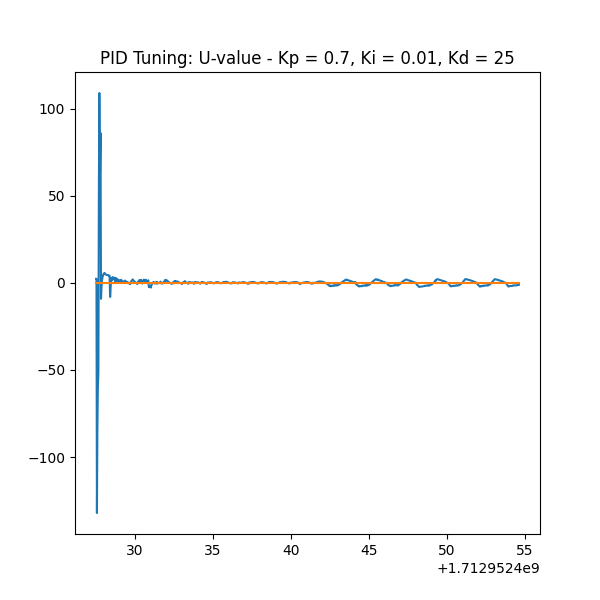 PID Tuning: U-value - Kp = 0.7, Ki = 0.01, Kd = 25
100
50
0
−50
−100
30 35 40 45 50 55
+1.7129524e9